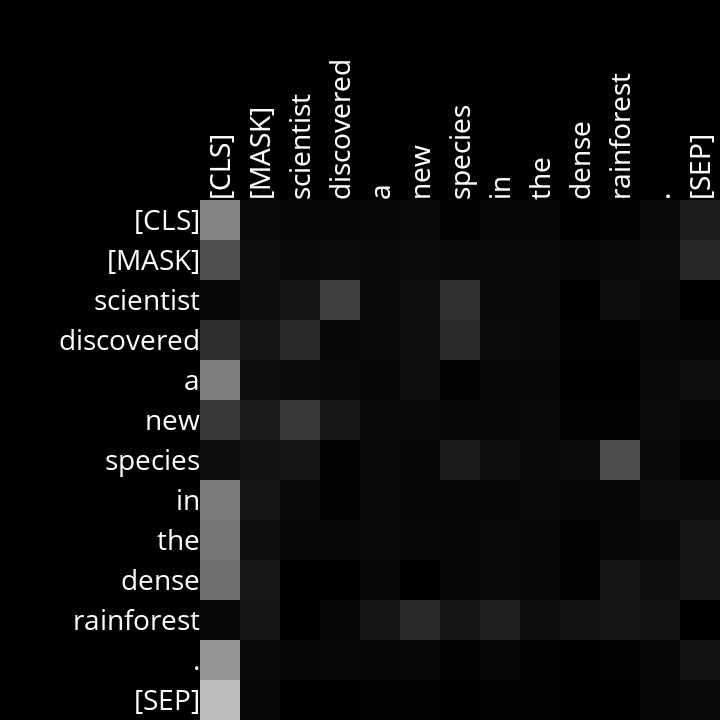 [CLS] [MASK] scientist discovered a new species in the dense rainforest . [SEP]
[CLS]
[MASK]
scientist
discovered
a
new
species
in
the
dense
rainforest
.
[SEP]